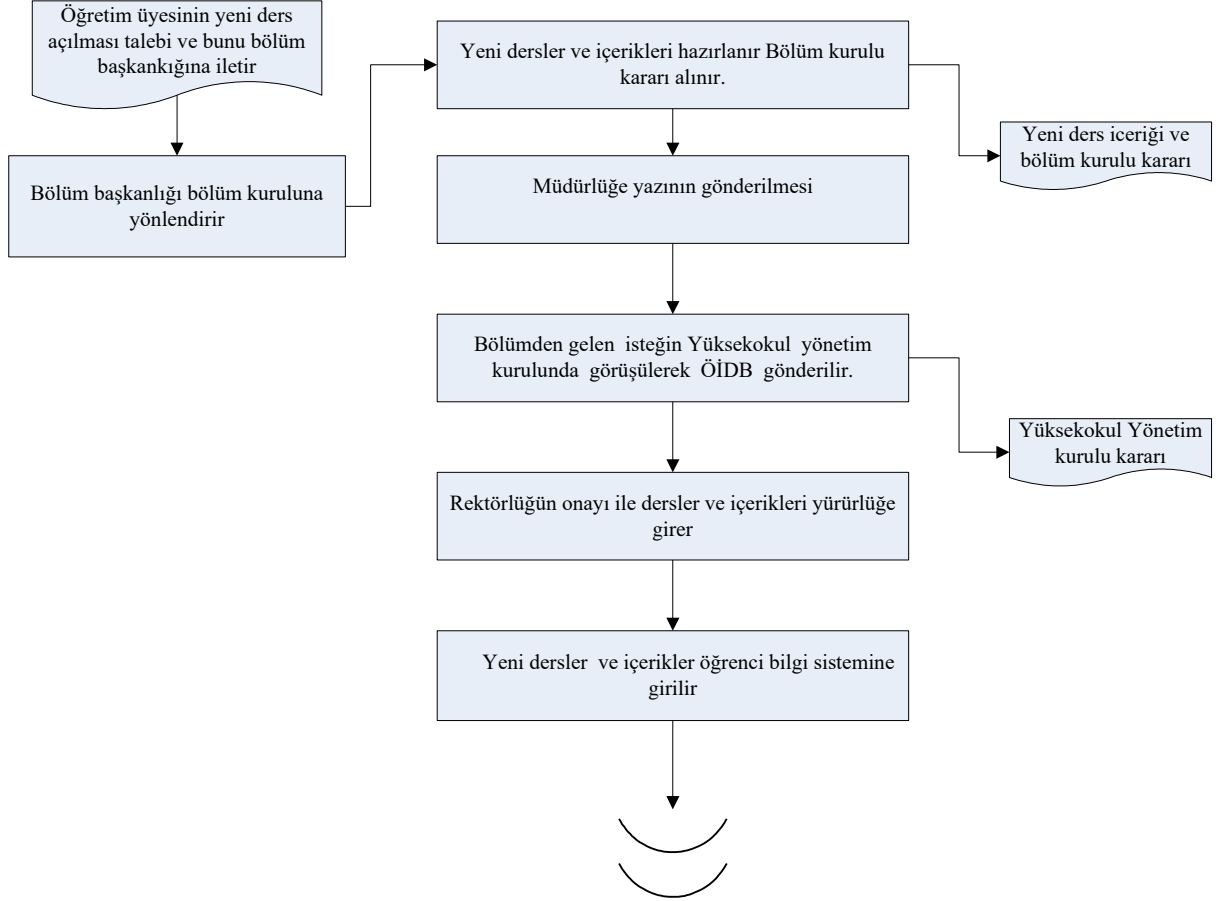 Öğretim üyesinin yeni ders
açılması talebi ve bunu bölüm
başkankığına iletir
Bölüm başkanlığı bölüm kuruluna
yönlendirir
Yeni dersler ve içerikleri hazırlanır Bölüm kurulu
kararı alınır.
Yeni ders iceriği ve
bölüm kurulu kararı
Müdürlüğe yazının gönderilmesi
Bölümden gelen isteğin Yüksekokul yönetim
kurulunda görüşülerek ÖİDB gönderilir.
Yüksekokul Yönetim
kurulu kararı
Rektörlüğün onayı ile dersler ve içerikleri yürürlüğe
girer
Yeni dersler ve içerikler öğrenci bilgi sistemine
girilir